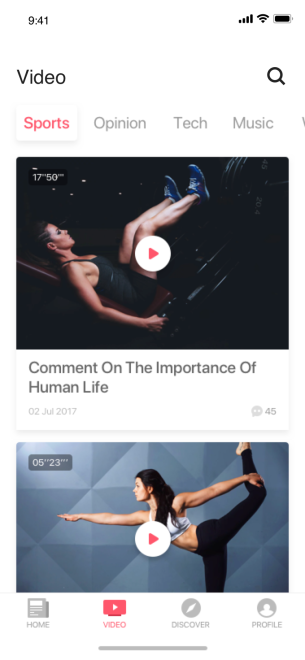 9:41
Video
Sports Opinion Tech Music
17''50'''
Comment On The Importance Of
Human Life
02 Jul 2017 45
05''23'''
HOME VIDEO DISCOVER PROFILE